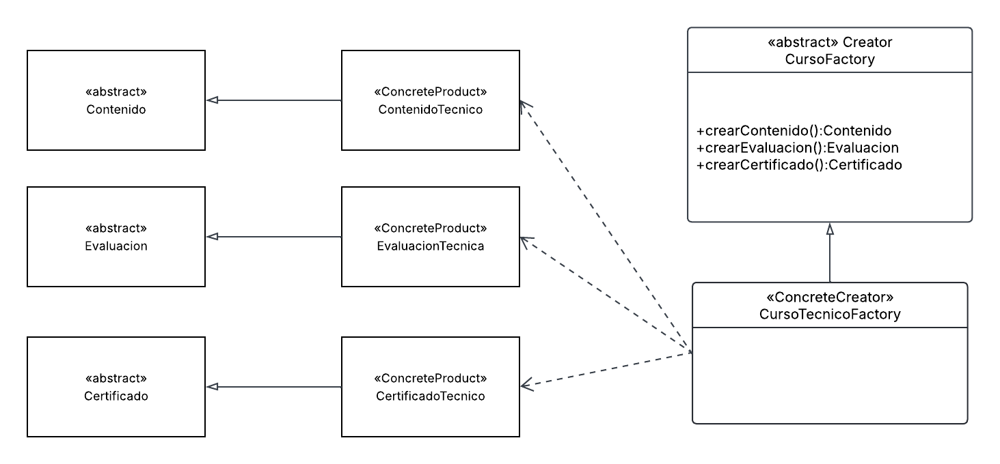 «abstract»
Contenido
«ConcreteProduct»
ContenidoTecnico
«abstract» Creator
CursoFactory
+crearContenido():Contenido
+crearEvaluacion():Evaluacion
+crearCertificado():Certificado
«abstract»
Evaluacion
«ConcreteProduct»
EvaluacionTecnica
«ConcreteCreator»
CursoTecnicoFactory
«abstract»
Certificado
«ConcreteProduct»
CertificadoTecnico